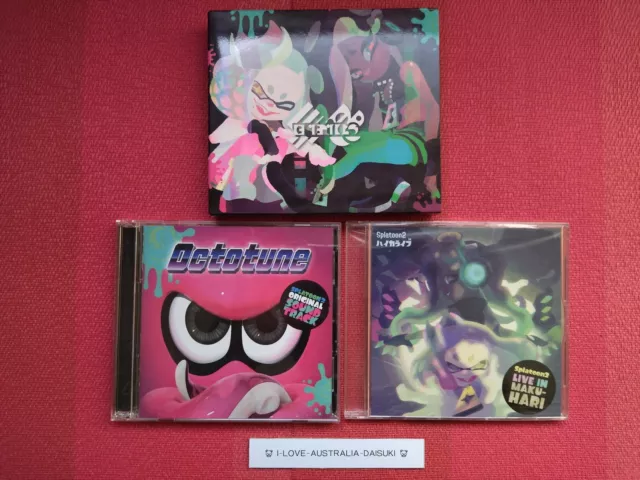 Octotune
SPLATOON2
ORIGINAL
SOUND
TRACK
Splatoon2
ハイカライブ
Splatoon2
LIVE IN
MAKU-
HARI
I-LOVE-AUSTRALIA-DAISUKI